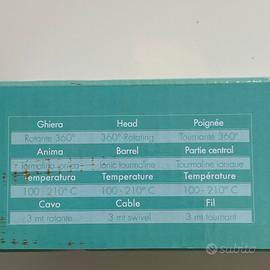 Ghiera Head Poignée
Rotante 360° 360° Rotating Tournante 360°
Anima Barrel Partie central
Tormalina ionica Ionic tourmaline Tourmaline ionique
Temperatura Temperature Température
100 - 210° C 100 - 210° C 100 - 210° C
Cavo Cable Fil
3 mt rotante 3 mt swivel 3 mt tournant
subito